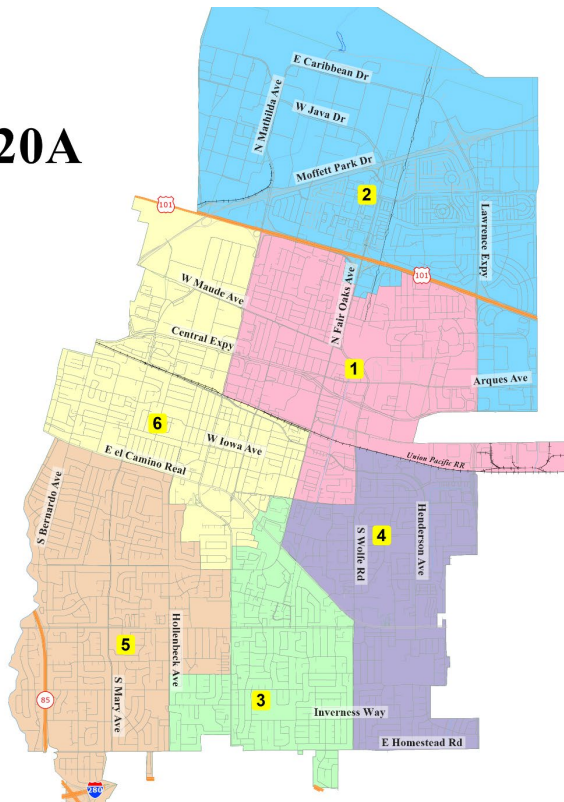 20A
E Caribbean Dr
N Mathilda Ave
W Java Dr
Moffett Park Dr
2
101
Lawrence Expy
101
W Maude Ave
N Fair Oaks Ave
Central Expy
1
Arques Ave
6
W Iowa Ave
E el Camino Real
Union Pacific RR
S Bernardo Ave
Henderson Ave
S Wolfe Rd
4
Hollenbeck Ave
5
S Mary Ave
85
3
Inverness Way
E Homestead Rd
280